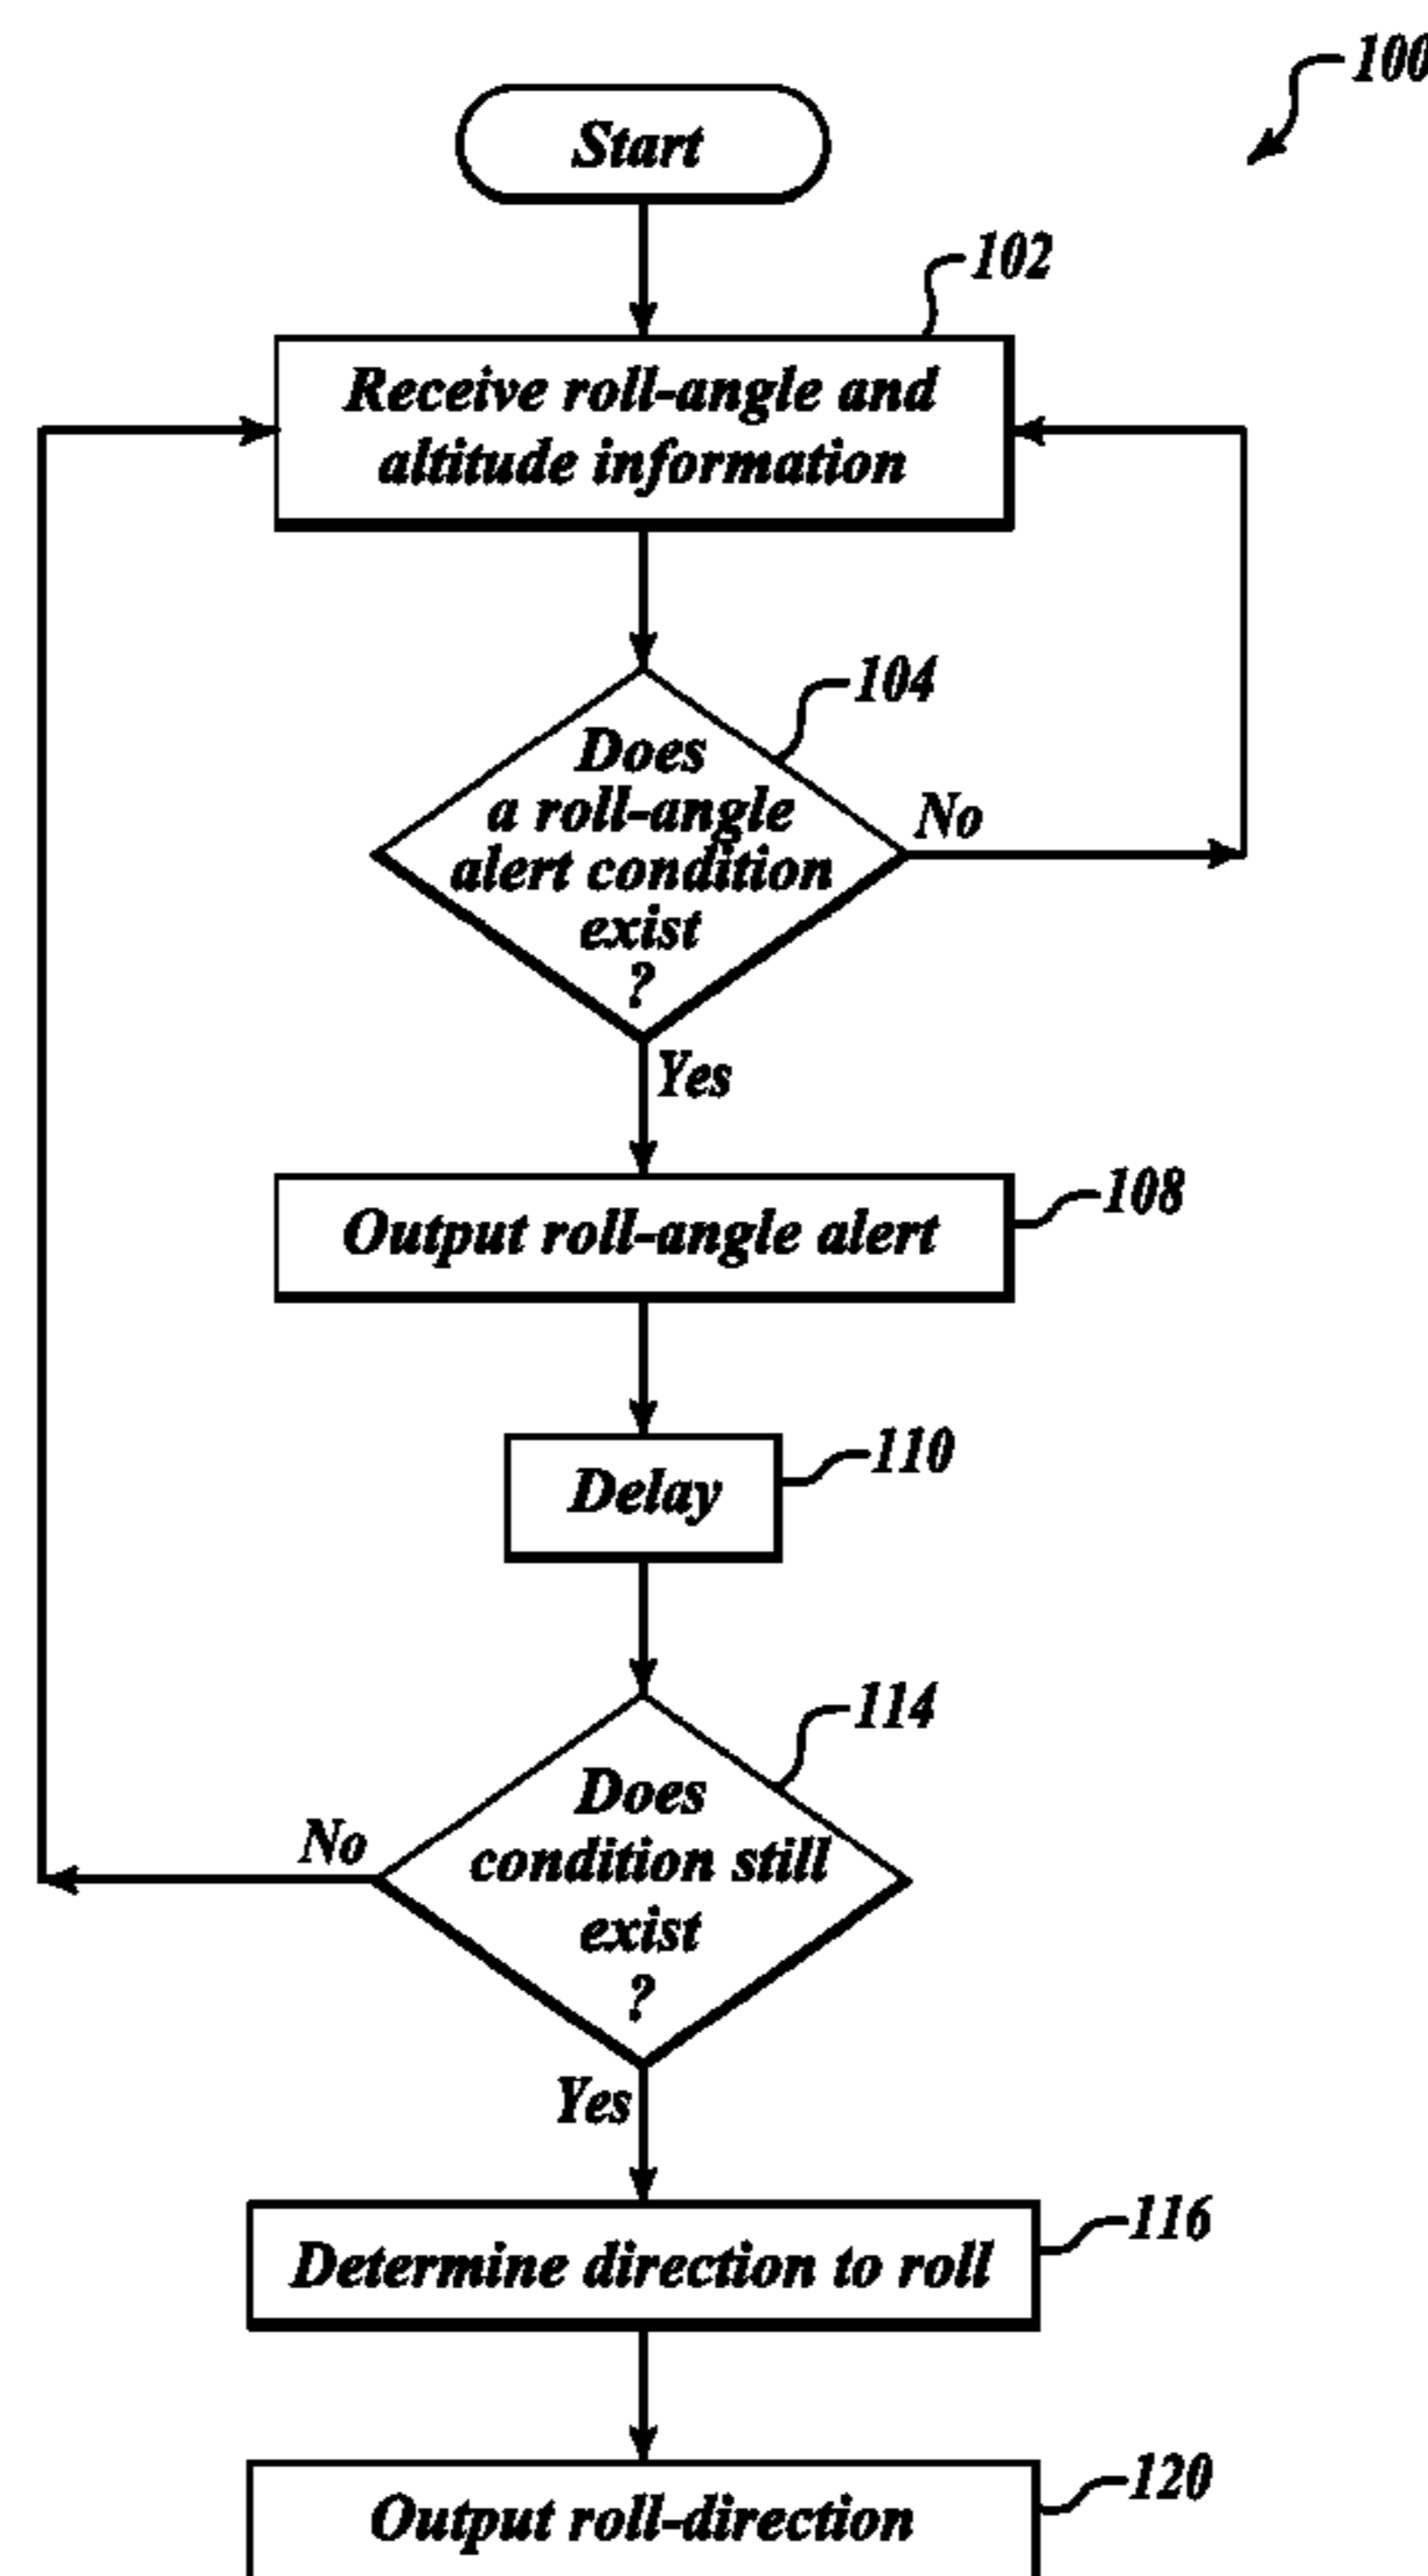 100
Start
102
Receive roll-angle and
altitude information
104
Does
a roll-angle
alert condition
exist
?
No
Yes
108
Output roll-angle alert
110
Delay
114
Does
condition still
exist
?
No
Yes
116
Determine direction to roll
120
Output roll-direction